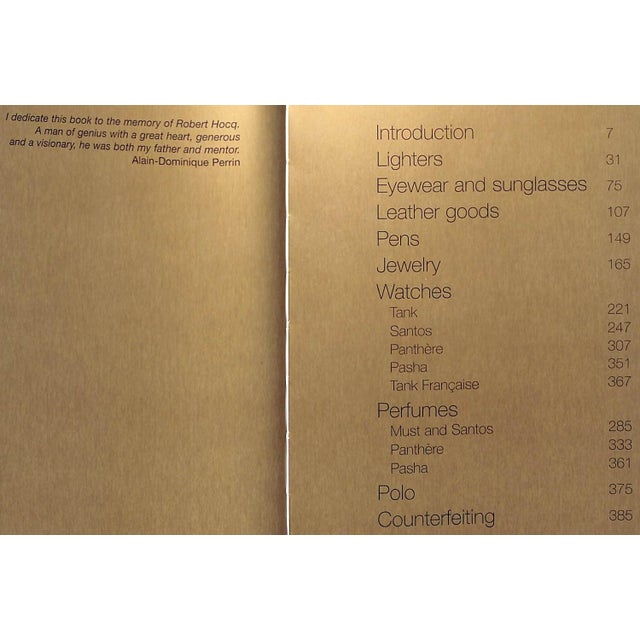 I dedicate this book to the memory of Robert Hocq.
A man of genius with a great heart, generous
and a visionary, he was both my father and mentor.
Alain-Dominique Perrin
Introduction 7
Lighters 31
Eyewear and sunglasses 75
Leather goods 107
Pens 149
Jewelry 165
Watches
Tank 221
Santos 247
Panthère 307
Pasha 351
Tank Française 367
Perfumes
Must and Santos 285
Panthère 333
Pasha 361
Polo 375
Counterfeiting 385